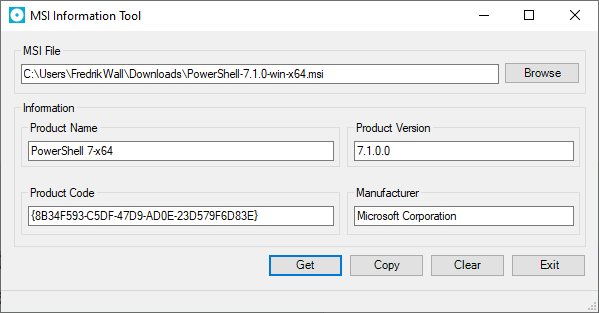 MSI Information Tool
MSI File
C:\Users\FredrikWall\Downloads\PowerShell-7.1.0-win-x64.msi
Browse
Information
Product Name
Product Version
PowerShell 7-x64
7.1.0.0
Product Code
Manufacturer
{8B34F593-C5DF-47D9-AD0E-23D579F6D83E}
Microsoft Corporation
Get
Copy
Clear
Exit